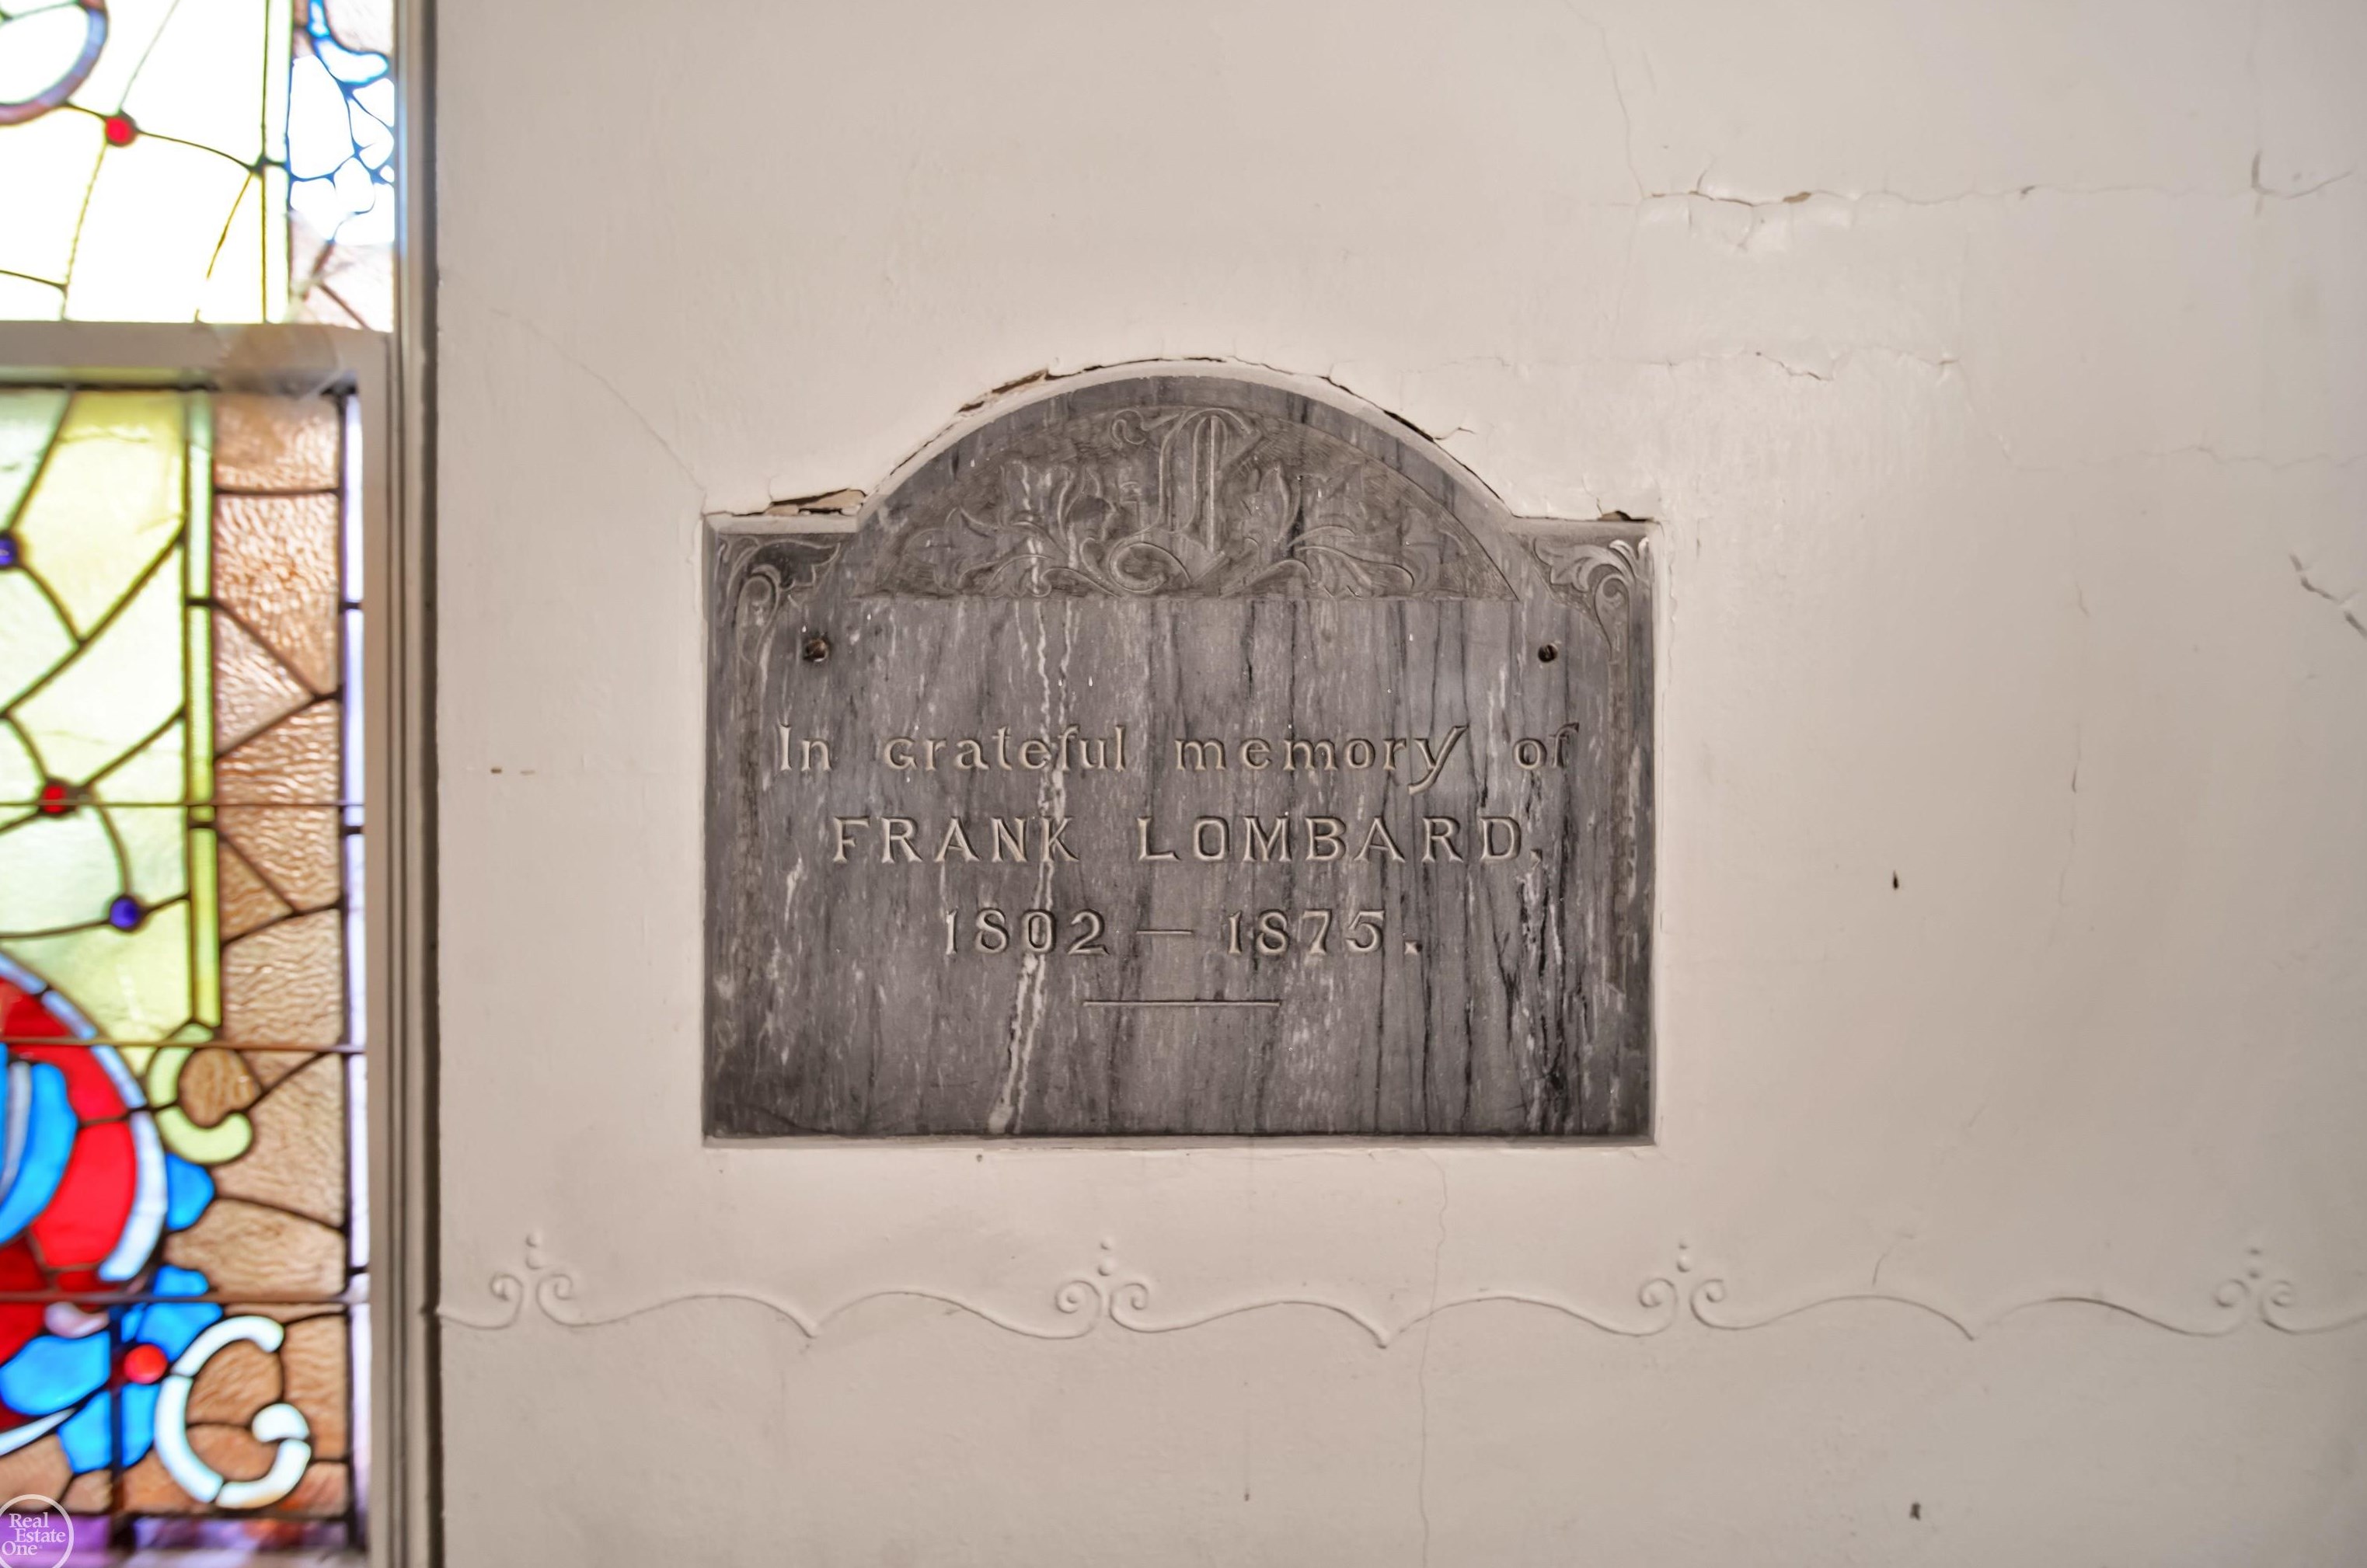 In grateful memory of
FRANK LOMBARD,
1802 — 1875.
Real
Estate
One